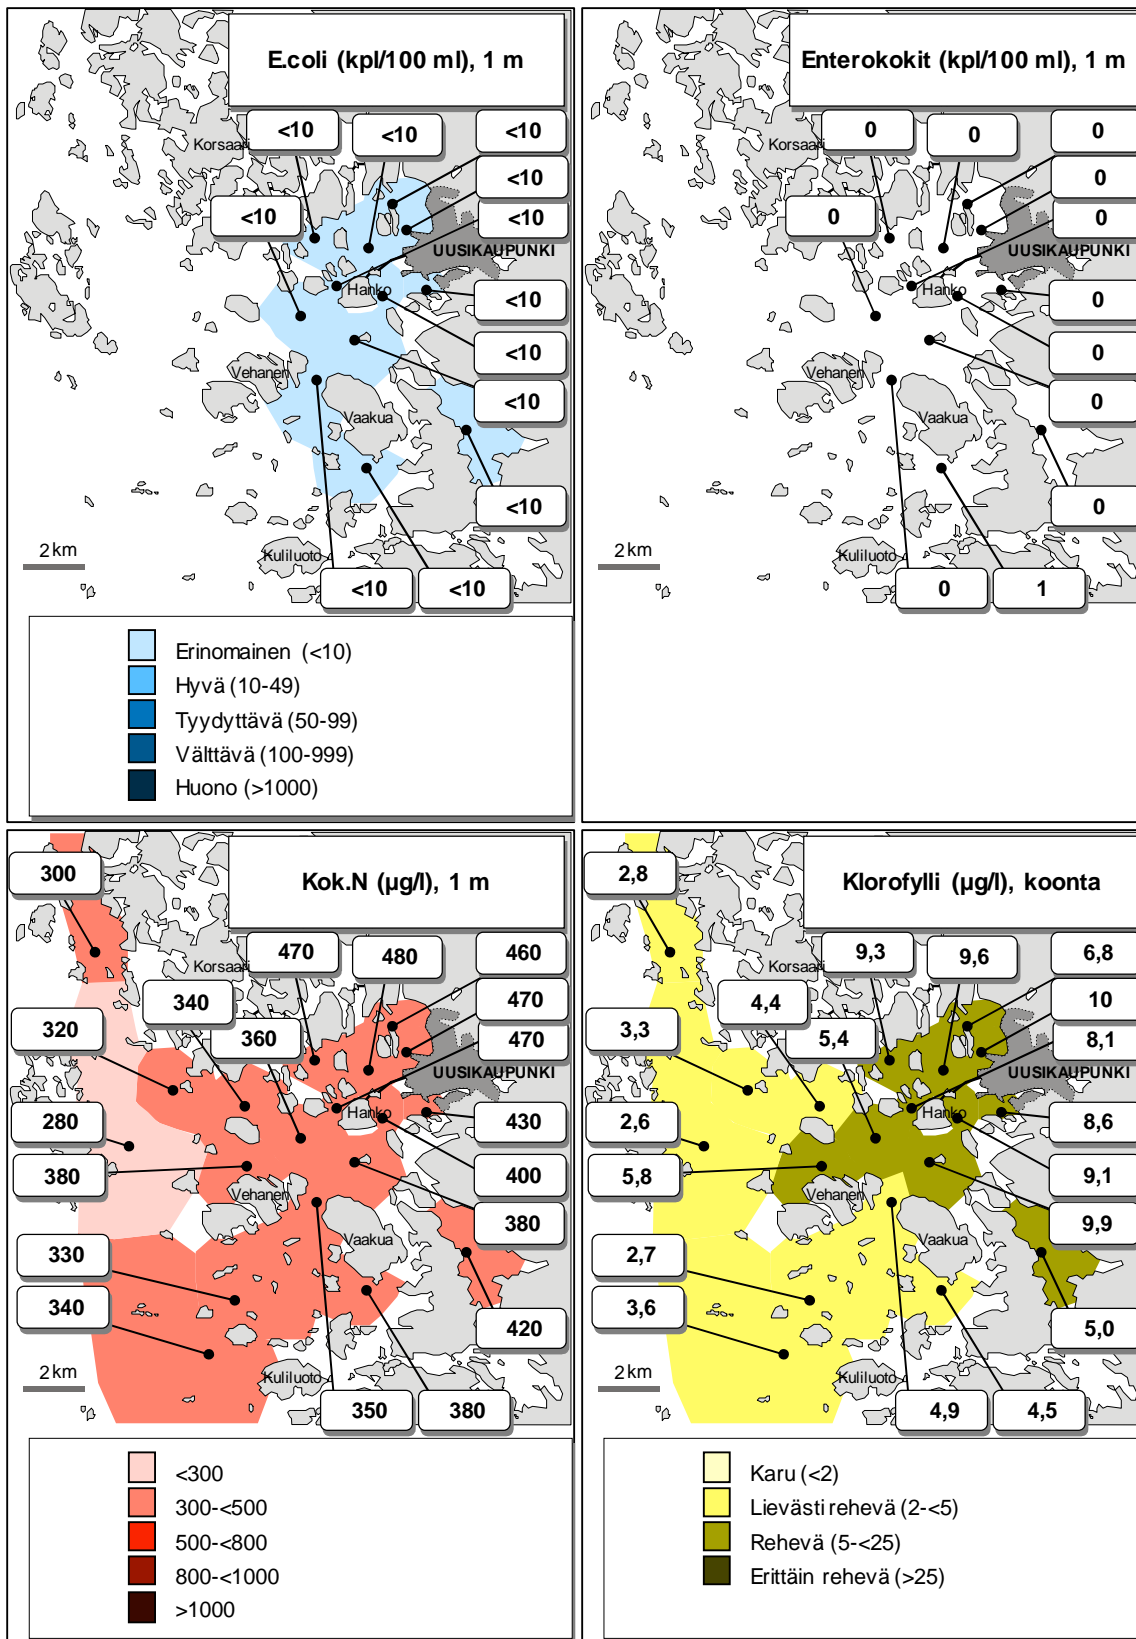 E.coli (kpl/100 ml), 1 m
<10
<10
<10
Korsaari
<10
<10
<10
UUSIKAUPUNKI
Hanko
<10
<10
Vehanen
<10
Vaakua
<10
2 km
Kuliluoto
<10
<10
Erinomainen (<10)
Hyvä (10-49)
Tyydyttävä (50-99)
Välttävä (100-999)
Huono (>1000)
Enterokokit (kpl/100 ml), 1 m
0
0
0
Korsaari
0
0
0
UUSIKAUPUNKI
Hanko
0
0
Vehanen
0
Vaakua
0
2 km
Kuliluoto
0
1
Kok.N (µg/l), 1 m
300
470
480
460
Korsaari
340
470
320
360
470
UUSIKAUPUNKI
Hanko
280
430
380
400
Vehanen
380
Vaakua
330
340
420
2 km
Kuliluoto
350
380
<300
300-<500
500-<800
800-<1000
>1000
Klorofylli (µg/l), koonta
2,8
9,3
9,6
6,8
Korsaari
4,4
10
3,3
5,4
8,1
UUSIKAUPUNKI
Hanko
2,6
8,6
5,8
9,1
Vehanen
9,9
Vaakua
2,7
3,6
5,0
2 km
Kuliluoto
4,9
4,5
Karu (<2)
Lievästi rehevä (2-<5)
Rehevä (5-<25)
Erittäin rehevä (>25)